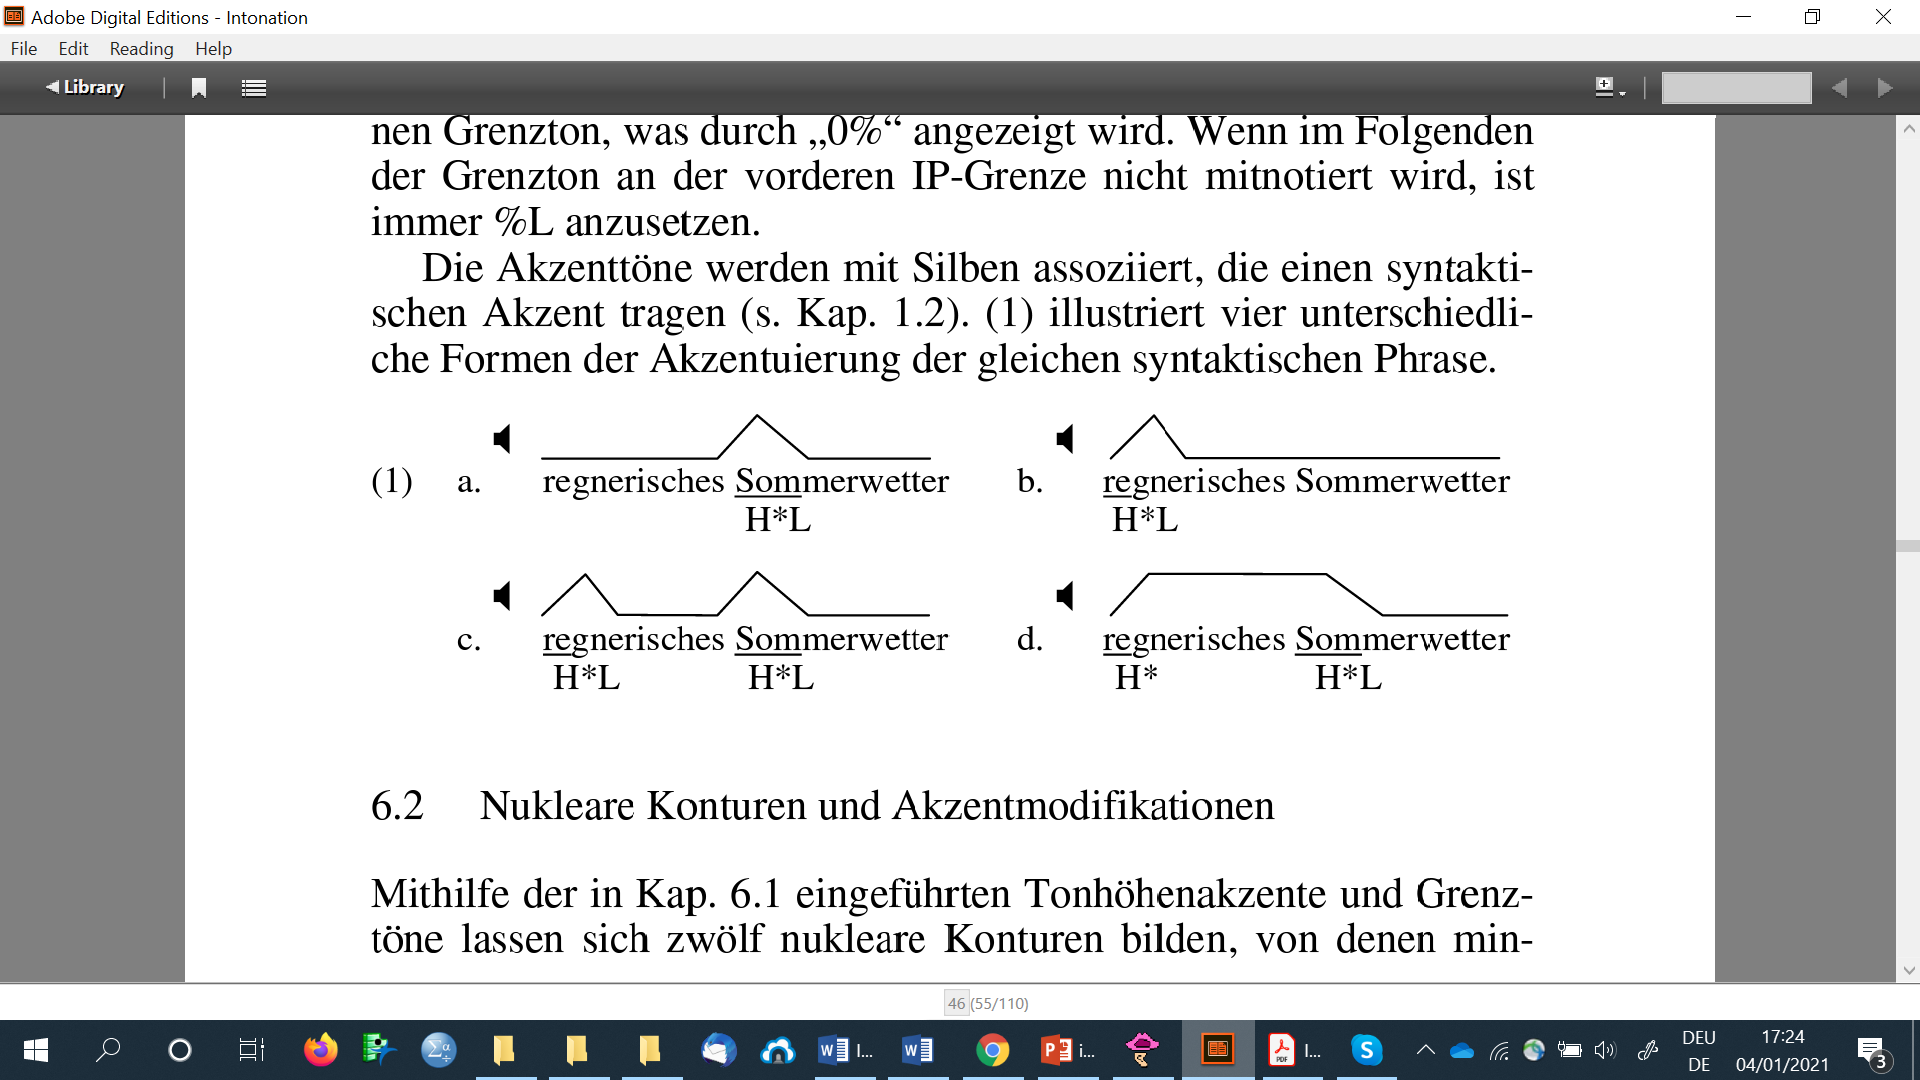 Adobe Digital Editions - Intonation
File Edit Reading Help
Library
nen Grenzton, was durch „0%“ angezeigt wird. Wenn im Folgenden
der Grenzton an der vorderen IP-Grenze nicht mitnotiert wird, ist
immer %L anzusetzen.
Die Akzenttöne werden mit Silben assoziiert, die einen syntakti-
schen Akzent tragen (s. Kap. 1.2). (1) illustriert vier unterschiedli-
che Formen der Akzentuierung der gleichen syntaktischen Phrase.
(1) a. regnerisches Sommerwetter b. regnerisches Sommerwetter
H*L H*L
c. regnerisches Sommerwetter d. regnerisches Sommerwetter
H*L H*L H* H*L
6.2 Nukleare Konturen und Akzentmodifikationen
Mithilfe der in Kap. 6.1 eingeführten Tonhöhenakzente und Grenz-
töne lassen sich zwölf nukleare Konturen bilden, von denen min-
46 (55/110)
I... i... I...
DEU 17:24
DE 04/01/2021
3